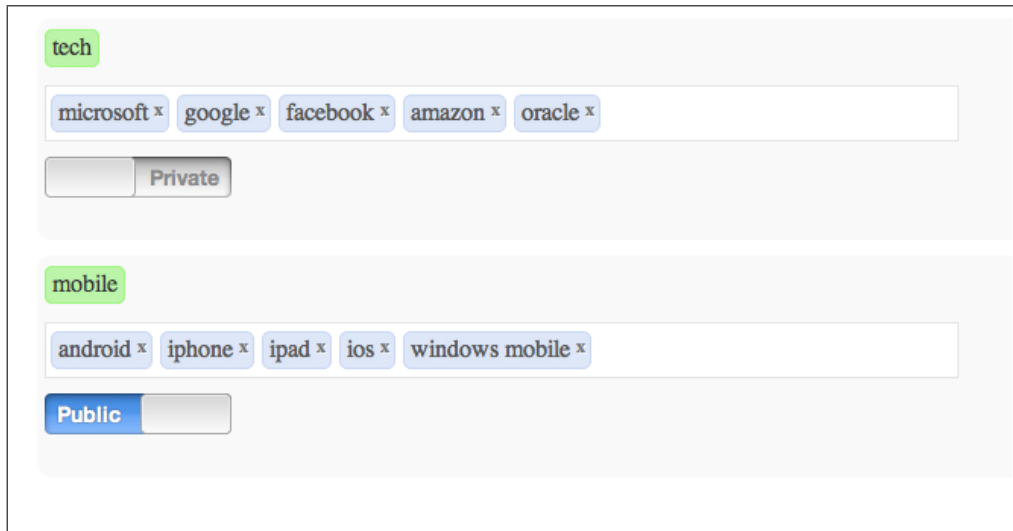 tech
microsoft x google x facebook x amazon x oracle x
Private
mobile
android x iphone x ipad x ios x windows mobile x
Public